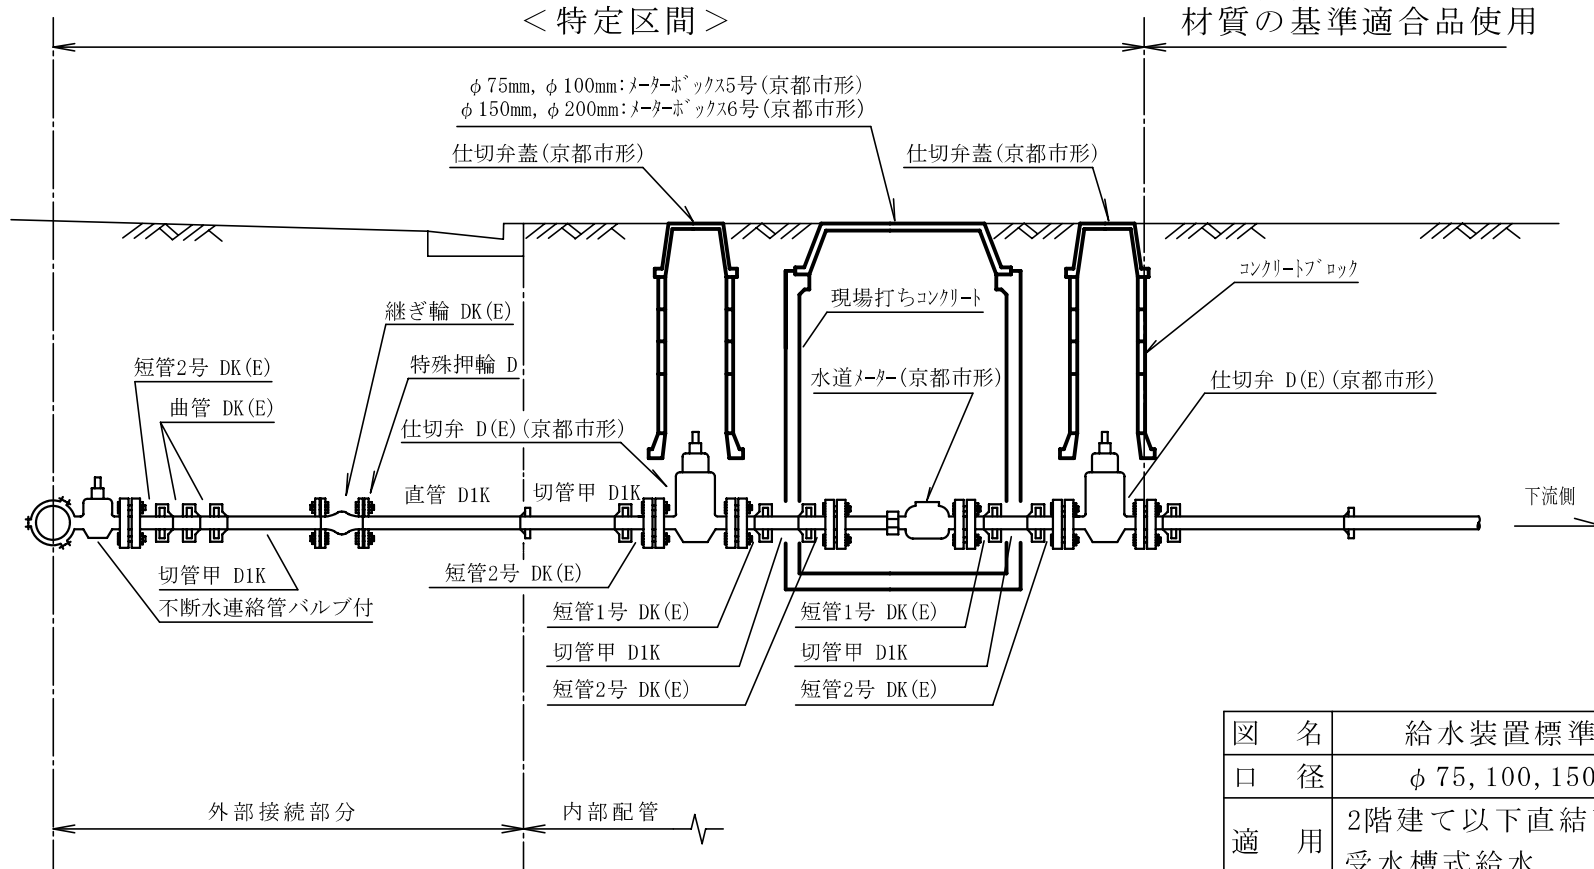 ＜特定区間＞
材質の基準適合品使用
φ75mm, φ100mm:ﾒｰﾀｰﾎﾞｯｸｽ5号(京都市形)
φ150mm, φ200mm:ﾒｰﾀｰﾎﾞｯｸｽ6号(京都市形)
仕切弁蓋(京都市形)
仕切弁蓋(京都市形)
ｺﾝｸﾘｰﾄﾌﾞﾛｯｸ
現場打ちｺﾝｸﾘｰﾄ
継ぎ輪 DK(E)
短管2号 DK(E)
特殊押輪 D
水道ﾒｰﾀｰ(京都市形)
仕切弁 D(E)(京都市形)
曲管 DK(E)
仕切弁 D(E)(京都市形)
直管 D1K
切管甲 D1K
下流側
切管甲 D1K
短管2号 DK(E)
不断水連絡管バルブ付
短管1号 DK(E)
短管1号 DK(E)
切管甲 D1K
切管甲 D1K
短管2号 DK(E)
短管2号 DK(E)
外部接続部分
内部配管
図 名 給水装置標準
口 径 φ75, 100, 150
適 用 2階建て以下直結
受水槽式給水